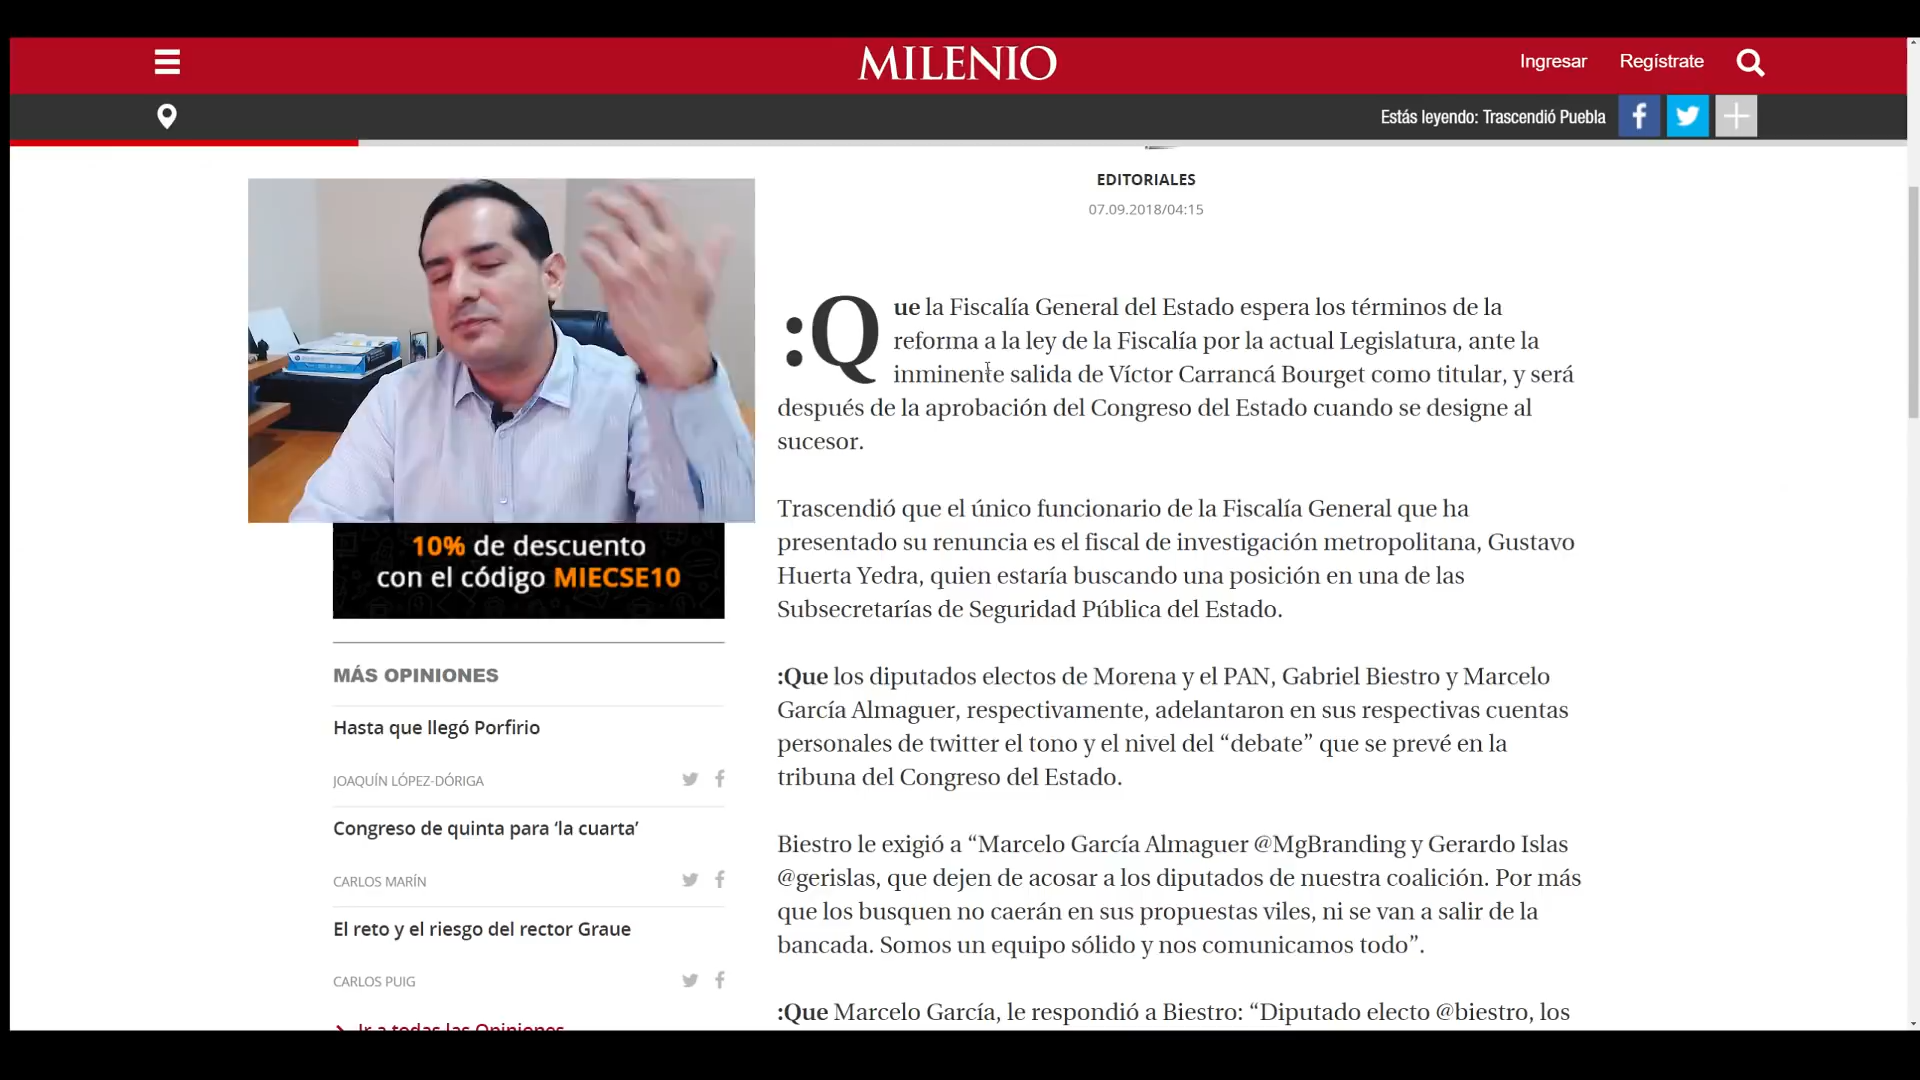 MILENIO
Ingresar
Regístrate
Estás leyendo: Trascendió Puebla
EDITORIALES
07.09.2018/04:15
:Que la Fiscalía General del Estado espera los términos de la
reforma a la ley de la Fiscalía por la actual Legislatura, ante la
inminente salida de Víctor Carrancá Bourget como titular, y será
después de la aprobación del Congreso del Estado cuando se designe al
sucesor.
Trascendió que el único funcionario de la Fiscalía General que ha
presentado su renuncia es el fiscal de investigación metropolitana, Gustavo
Huerta Yedra, quien estaría buscando una posición en una de las
Subsecretarías de Seguridad Pública del Estado.
:Que los diputados electos de Morena y el PAN, Gabriel Biestro y Marcelo
García Almaguer, respectivamente, adelantaron en sus respectivas cuentas
personales de twitter el tono y el nivel del “debate” que se prevé en la
tribuna del Congreso del Estado.
Biestro le exigió a “Marcelo García Almaguer @MgBranding y Gerardo Islas
@gerislas, que dejen de acosar a los diputados de nuestra coalición. Por más
que los busquen no caerán en sus propuestas viles, ni se van a salir de la
bancada. Somos un equipo sólido y nos comunicamos todo”.
:Que Marcelo García, le respondió a Biestro: “Diputado electo @biestro, los
10% de descuento
con el código MIECSE10
MÁS OPINIONES
Hasta que llegó Porfirio
JOAQUÍN LÓPEZ-DÓRIGA
Congreso de quinta para ‘la cuarta’
CARLOS MARÍN
El reto y el riesgo del rector Graue
CARLOS PUIG
Ir a todas las Opiniones